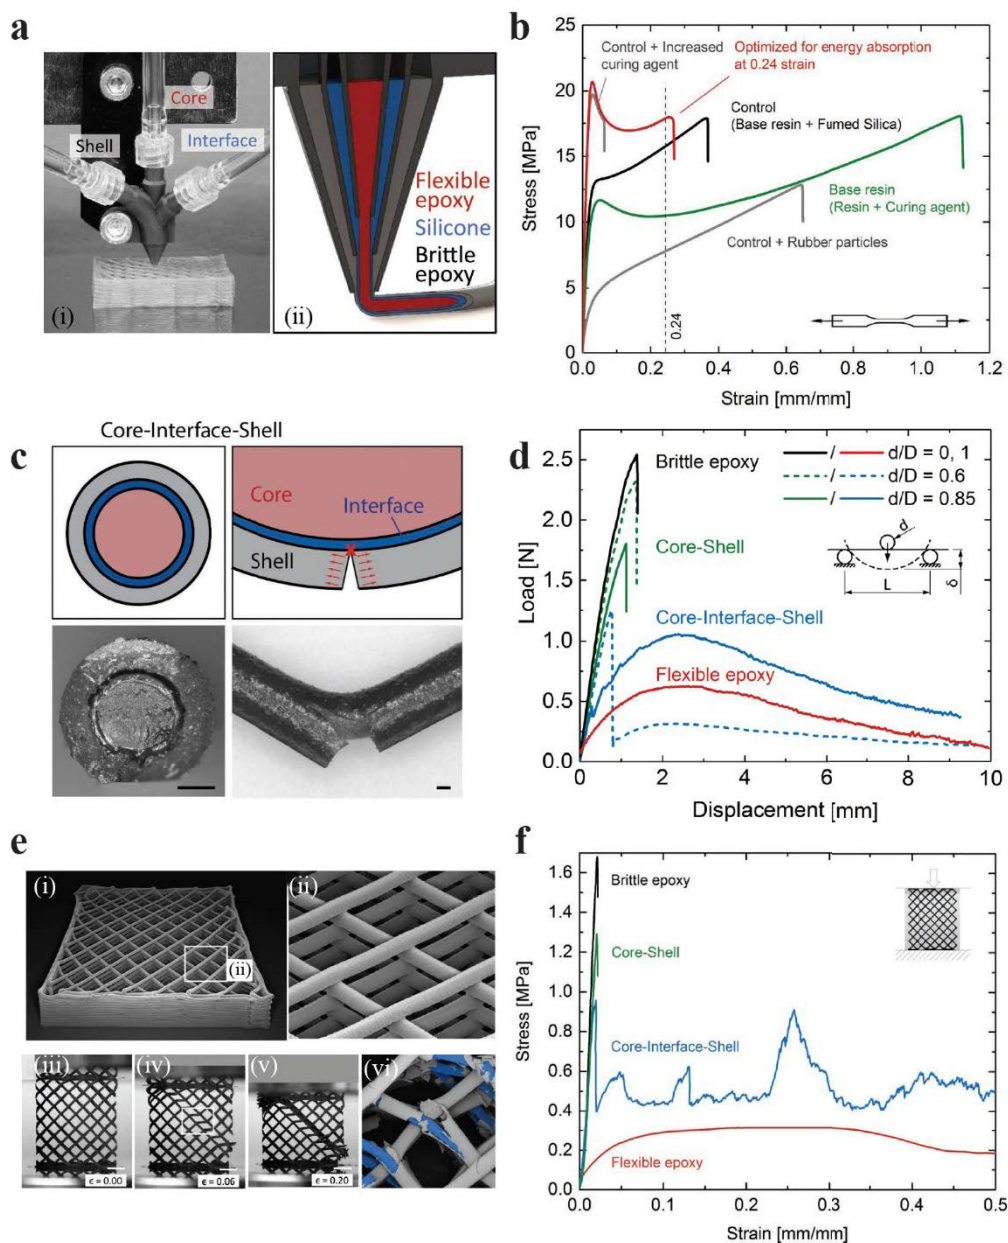 a
Core
Shell
Interface
(i)
Flexible
epoxy
Silicone
Brittle
epoxy
(ii)
b
25
20
15
10
5
0
Stress [MPa]
Control + Increased
curing agent
Optimized for energy absorption
at 0.24 strain
Control
(Base resin + Fumed Silica)
Base resin
(Resin + Curing agent)
Control + Rubber particles
0.24
0.0 0.2 0.4 0.6 0.8 1.0 1.2
Strain [mm/mm]
c
Core-Interface-Shell
Core
Interface
Shell
d
2.5
2.0
1.5
1.0
0.5
0.0
Load [N]
Brittle epoxy
/ d/D = 0, 1
/ d/D = 0.6
/ d/D = 0.85
d
L
δ
Core-Shell
Core-Interface-Shell
Flexible epoxy
0 2 4 6 8 10
Displacement [mm]
e
(i)
(ii)
(ii)
(iii)
ϵ = 0.00
(iv)
ϵ = 0.06
(v)
ϵ = 0.20
(vi)
f
1.6
1.4
1.2
1.0
0.8
0.6
0.4
0.2
0.0
Stress [MPa]
Brittle epoxy
Core-Shell
Core-Interface-Shell
Flexible epoxy
0.0 0.1 0.2 0.3 0.4 0.5
Strain [mm/mm]